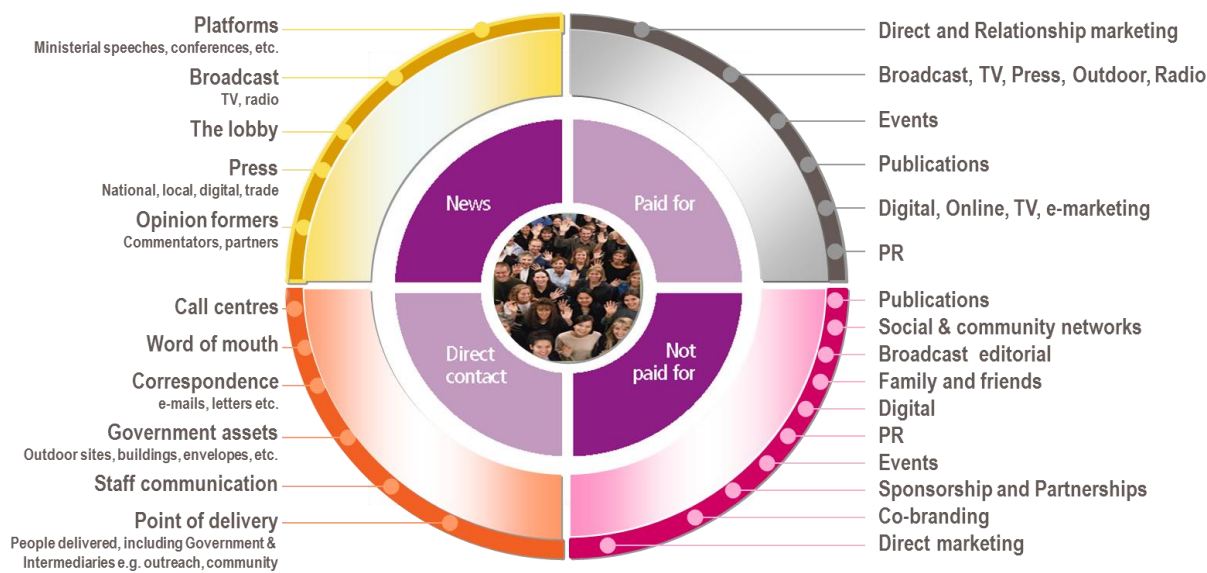 Platforms
Ministerial speeches, conferences, etc.
Broadcast
TV, radio
The lobby
Press
National, local, digital, trade
Opinion formers
Commentators, partners
Call centres
Word of mouth
Correspondence
e-mails, letters etc.
Government assets
Outdoor sites, buildings, envelopes, etc.
Staff communication
Point of delivery
People delivered, including Government &
Intermediaries e.g. outreach, community
News
Paid for
Direct
contact
Not
paid for
Direct and Relationship marketing
Broadcast, TV, Press, Outdoor, Radio
Events
Publications
Digital, Online, TV, e-marketing
PR
Publications
Social & community networks
Broadcast editorial
Family and friends
Digital
PR
Events
Sponsorship and Partnerships
Co-branding
Direct marketing